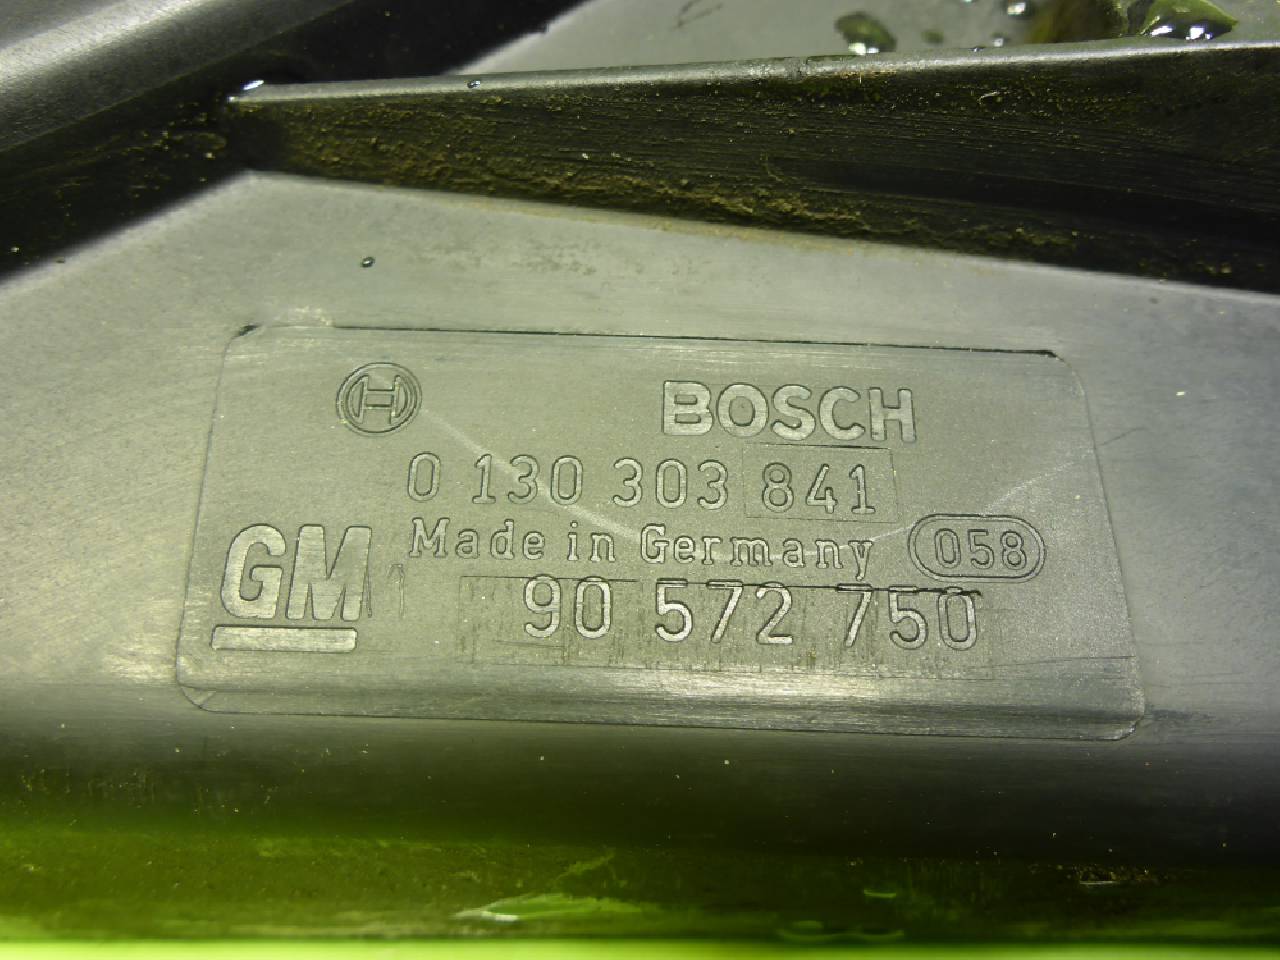 BOSCH
0 130 303 841
Made in Germany 058
GM
90 572 750